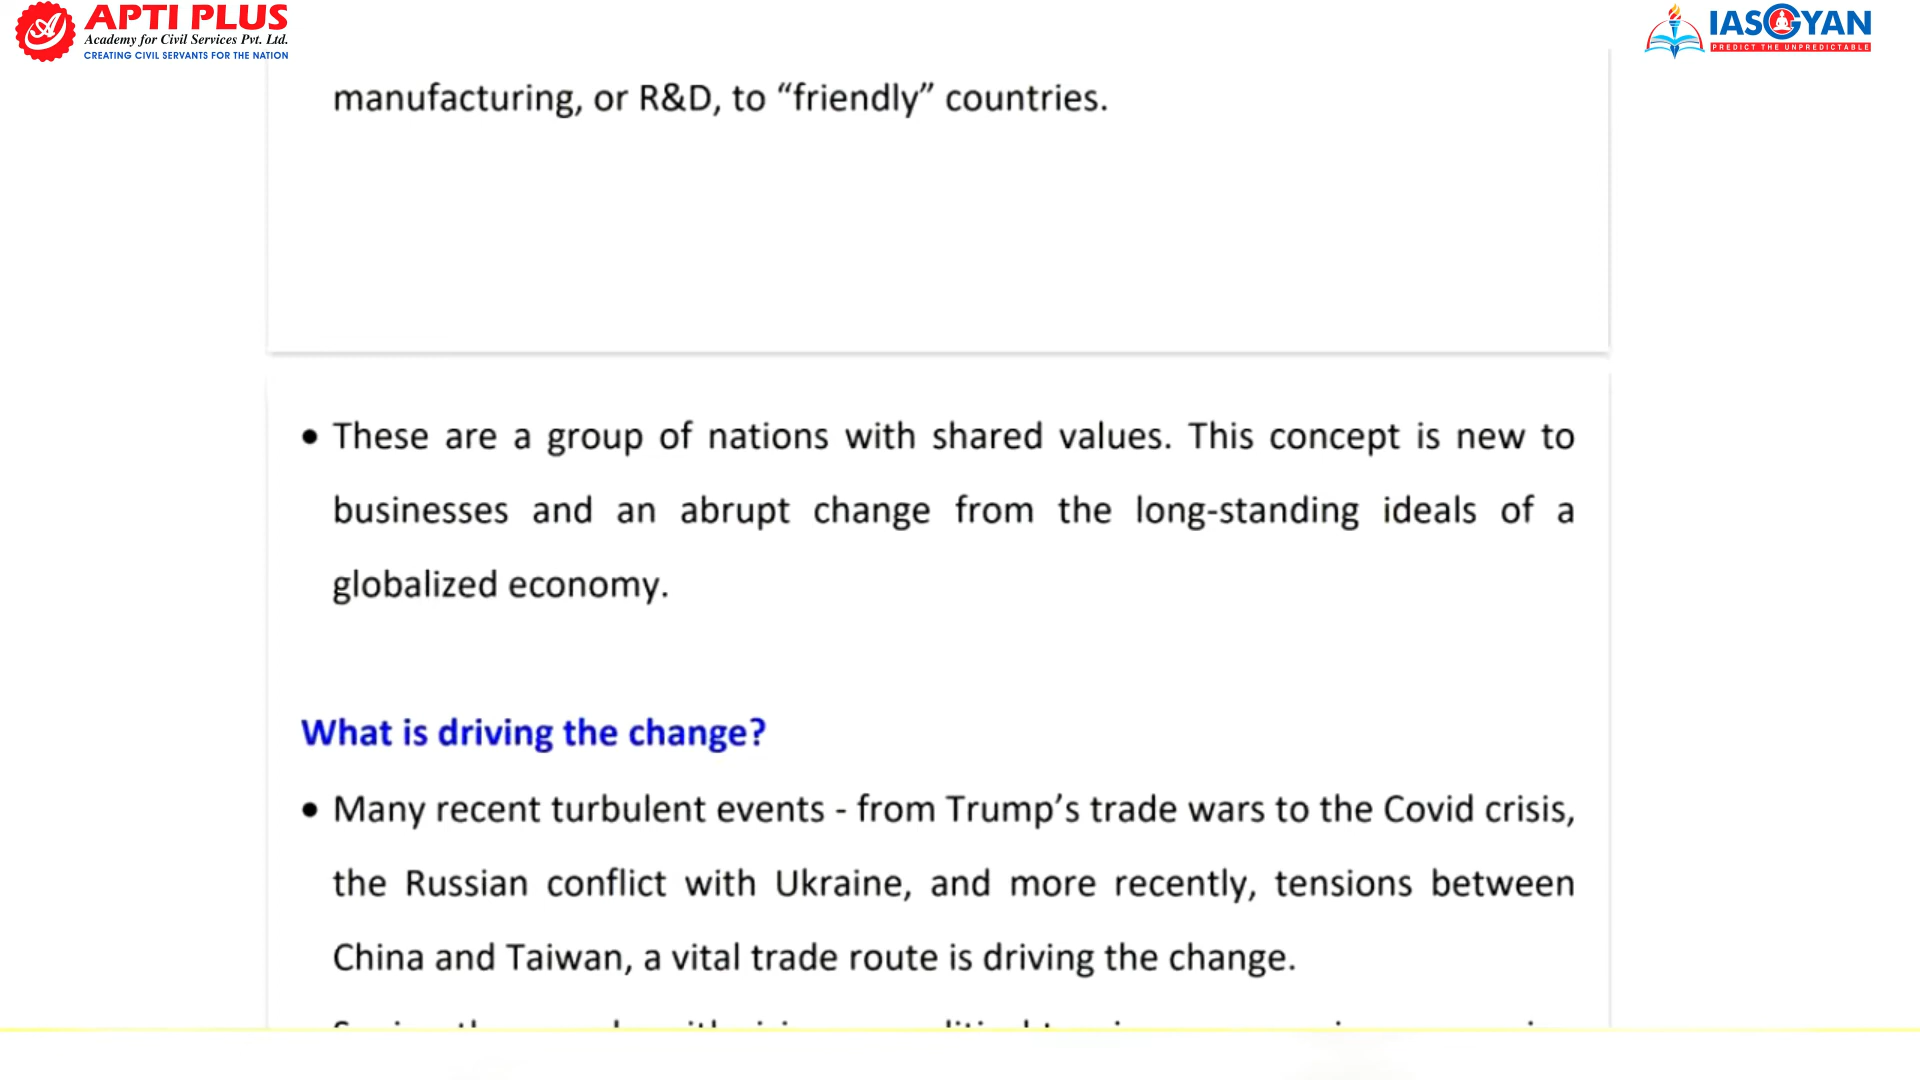 APTI PLUS
Academy for Civil Services Pvt. Ltd.
CREATING CIVIL SERVANTS FOR THE NATION
IASGYAN
PREDICT THE UNPREDICTABLE
manufacturing, or R&D, to “friendly” countries.
• These are a group of nations with shared values. This concept is new to
businesses and an abrupt change from the long-standing ideals of a
globalized economy.
What is driving the change?
• Many recent turbulent events - from Trump’s trade wars to the Covid crisis,
the Russian conflict with Ukraine, and more recently, tensions between
China and Taiwan, a vital trade route is driving the change.